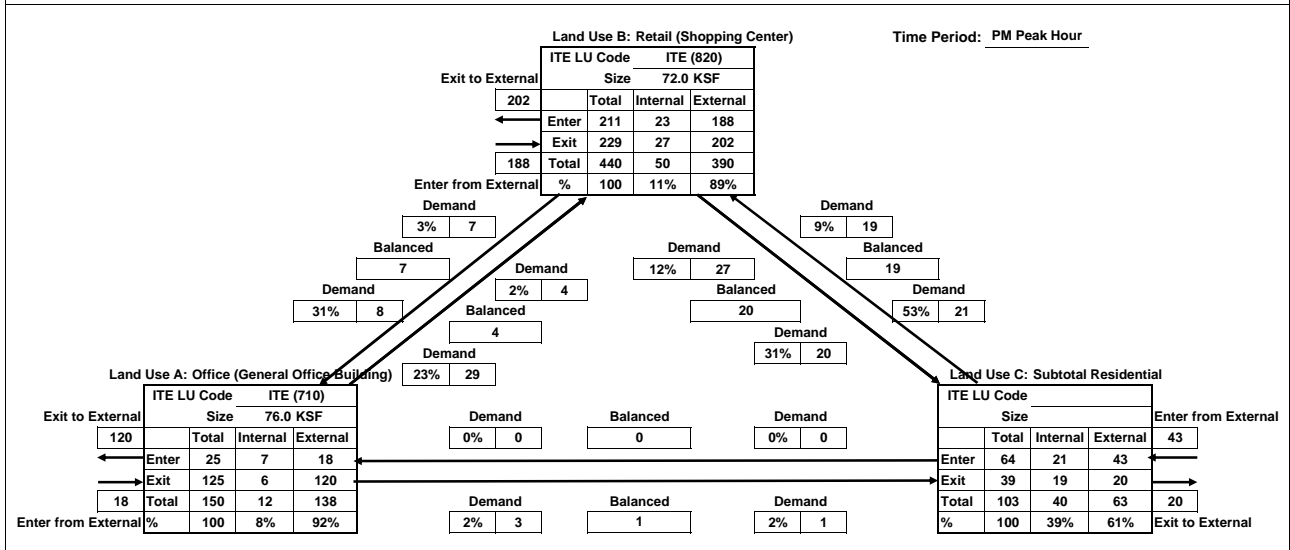 Land Use B: Retail (Shopping Center)
Time Period: PM Peak Hour
ITE LU Code ITE (820)
Exit to External Size 72.0 KSF
202 Total Internal External
Enter 211 23 188
Exit 229 27 202
188 Total 440 50 390
Enter from External % 100 11% 89%
Demand Demand
3% 7 9% 19
Balanced Demand Balanced
7 Demand 12% 27 19
Demand 2% 4 Balanced Demand
31% 8 Balanced 20 53% 21
4 Demand
Demand 31% 20
Land Use A: Office (General Office Building) 23% 29 Land Use C: Subtotal Residential
ITE LU Code ITE (710) ITE LU Code
Exit to External Size 76.0 KSF Demand Balanced Demand Size Enter from External
120 Total Internal External 0% 0 0 0% 0 Total Internal External 43
Enter 25 7 18 Enter 64 21 43
Exit 125 6 120 Exit 39 19 20
18 Total 150 12 138 Demand Balanced Demand Total 103 40 63 20
Enter from External % 100 8% 92% 2% 3 1 2% 1 % 100 39% 61% Exit to External